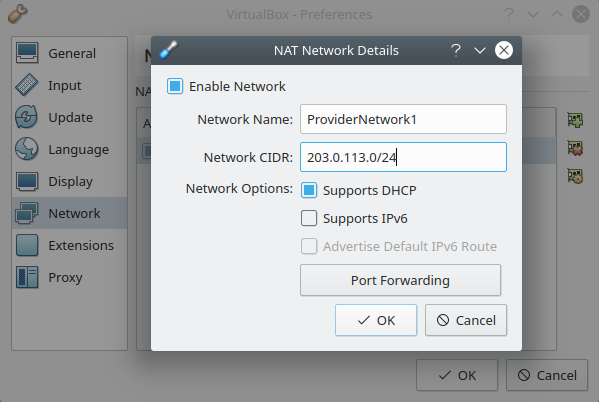 VirtualBox - Preferences
NAT Network Details
General
Input
Update
Language
Display
Network
Extensions
Proxy
Enable Network
Network Name: ProviderNetwork1
Network CIDR: 203.0.113.0/24
Network Options: Supports DHCP
Supports IPv6
Advertise Default IPv6 Route
Port Forwarding
OK Cancel
OK Cancel